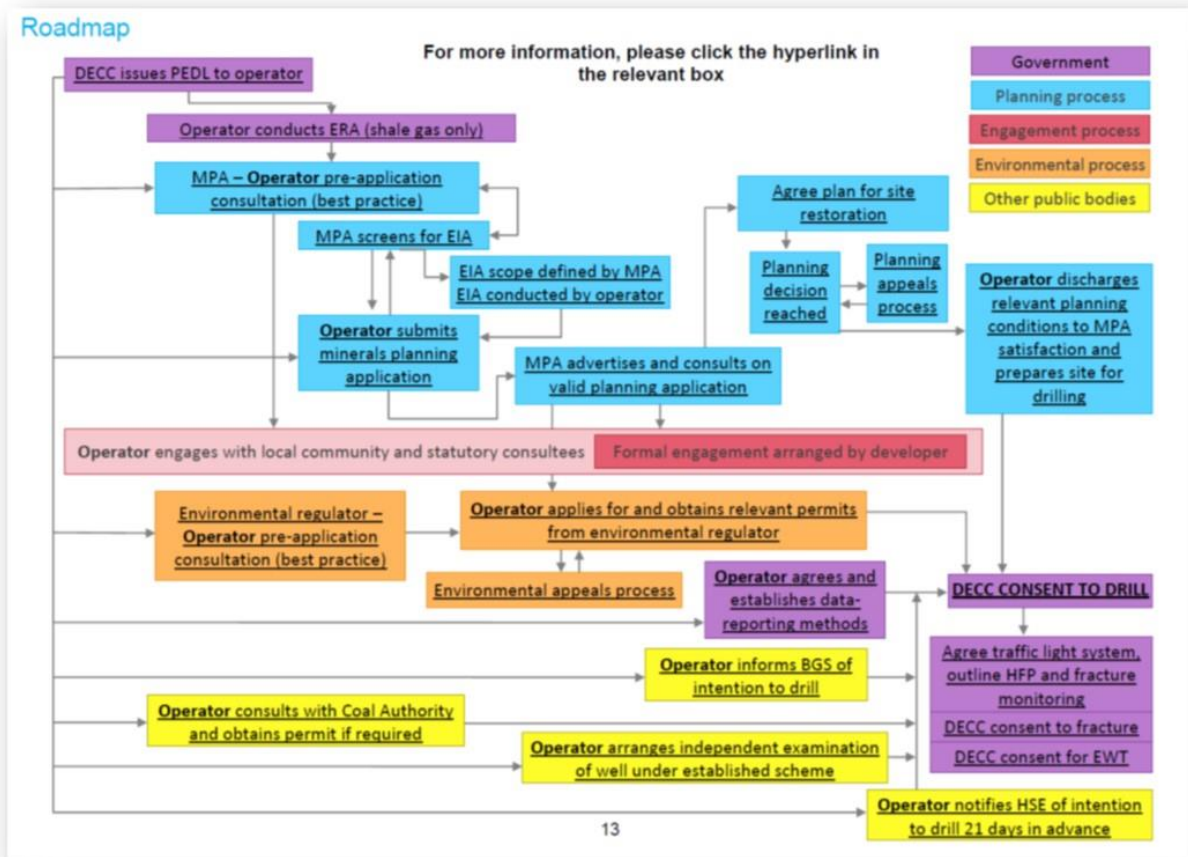 Roadmap
For more information, please click the hyperlink in
the relevant box
Government
Planning process
Engagement process
Environmental process
Other public bodies
DECC issues PEDL to operator
Operator conducts ERA (shale gas only)
MPA – Operator pre-application
consultation (best practice)
MPA screens for EIA
EIA scope defined by MPA
EIA conducted by operator
Operator submits
minerals planning
application
MPA advertises and consults on
valid planning application
Agree plan for site
restoration
Planning
decision
reached
Planning
appeals
process
Operator discharges
relevant planning
conditions to MPA
satisfaction and
prepares site for
drilling
Operator engages with local community and statutory consultees
Formal engagement arranged by developer
Environmental regulator –
Operator pre-application
consultation (best practice)
Operator applies for and obtains relevant permits
from environmental regulator
Environmental appeals process
Operator agrees and
establishes data-
reporting methods
DECC CONSENT TO DRILL
Agree traffic light system,
outline HFP and fracture
monitoring
DECC consent to fracture
DECC consent for EWT
Operator informs BGS of
intention to drill
Operator consults with Coal Authority
and obtains permit if required
Operator arranges independent examination
of well under established scheme
Operator notifies HSE of intention
to drill 21 days in advance
13